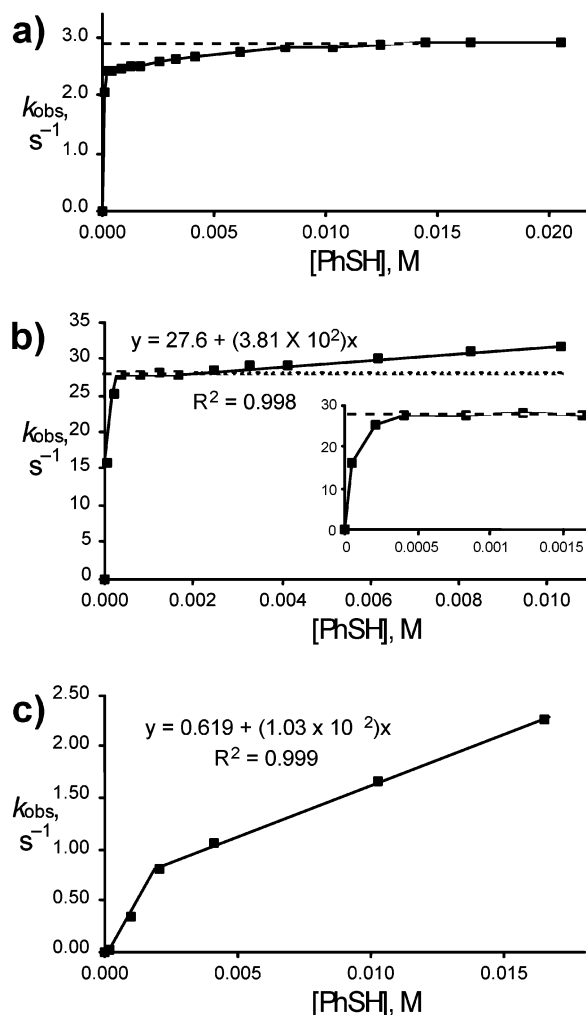 a)
3.0
2.0
1.0
0.0
kobs,
s–1
0.000 0.005 0.010 0.015 0.020
[PhSH], M
b)
35
30
25
20
15
10
5
0
kobs,
s–1
y = 27.6 + (3.81 X 10²)x
R² = 0.998
30
20
10
0
0 0.0005 0.001 0.0015
0.000 0.002 0.004 0.006 0.008 0.010
[PhSH], M
c)
2.50
2.00
1.50
1.00
0.50
0.00
kobs,
s–1
y = 0.619 + (1.03 x 10 ²)x
R² = 0.999
0.000 0.005 0.010 0.015
[PhSH], M